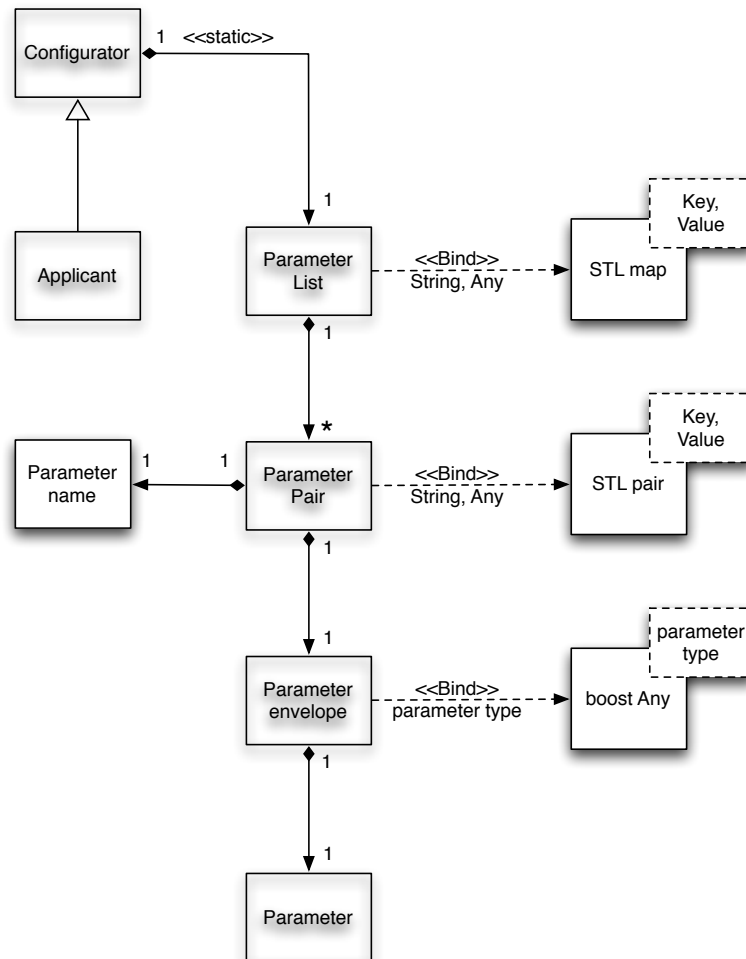 Configurator
1
<<static>>
1
Applicant
Parameter
List
<<Bind>>
String, Any
STL map
Key,
Value
1
*
Parameter
name
1
1
Parameter
Pair
<<Bind>>
String, Any
STL pair
Key,
Value
1
1
Parameter
envelope
<<Bind>>
parameter type
boost Any
parameter
type
1
1
Parameter